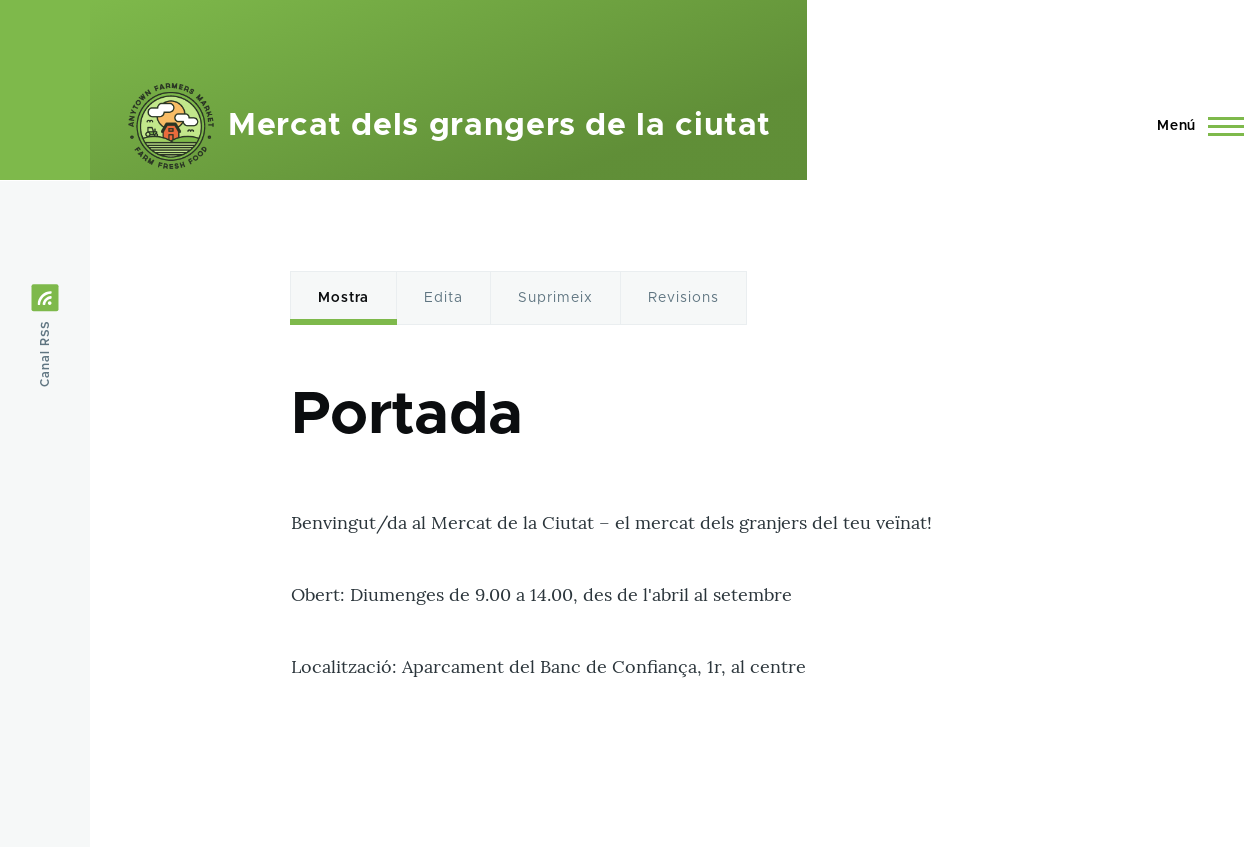 ANYTOWN FARMERS MARKET
FARM FRESH FOOD
Mercat dels grangers de la ciutat
Menú
Canal RSS
Mostra
Edita
Suprimeix
Revisions
Portada
Benvingut/da al Mercat de la Ciutat – el mercat dels granjers del teu veïnat!
Obert: Diumenges de 9.00 a 14.00, des de l'abril al setembre
Localització: Aparcament del Banc de Confiança, 1r, al centre